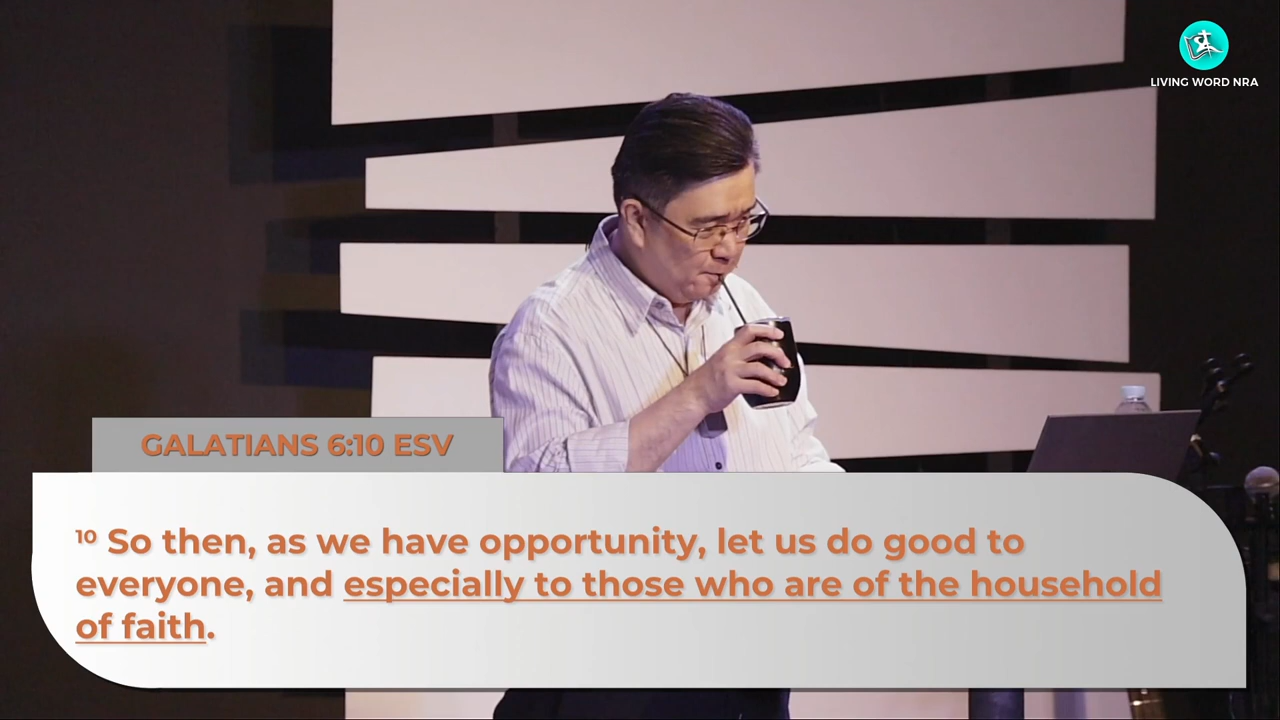 LIVING WORD NRA
GALATIANS 6:10 ESV
¹⁰ So then, as we have opportunity, let us do good to
everyone, and especially to those who are of the household
of faith.